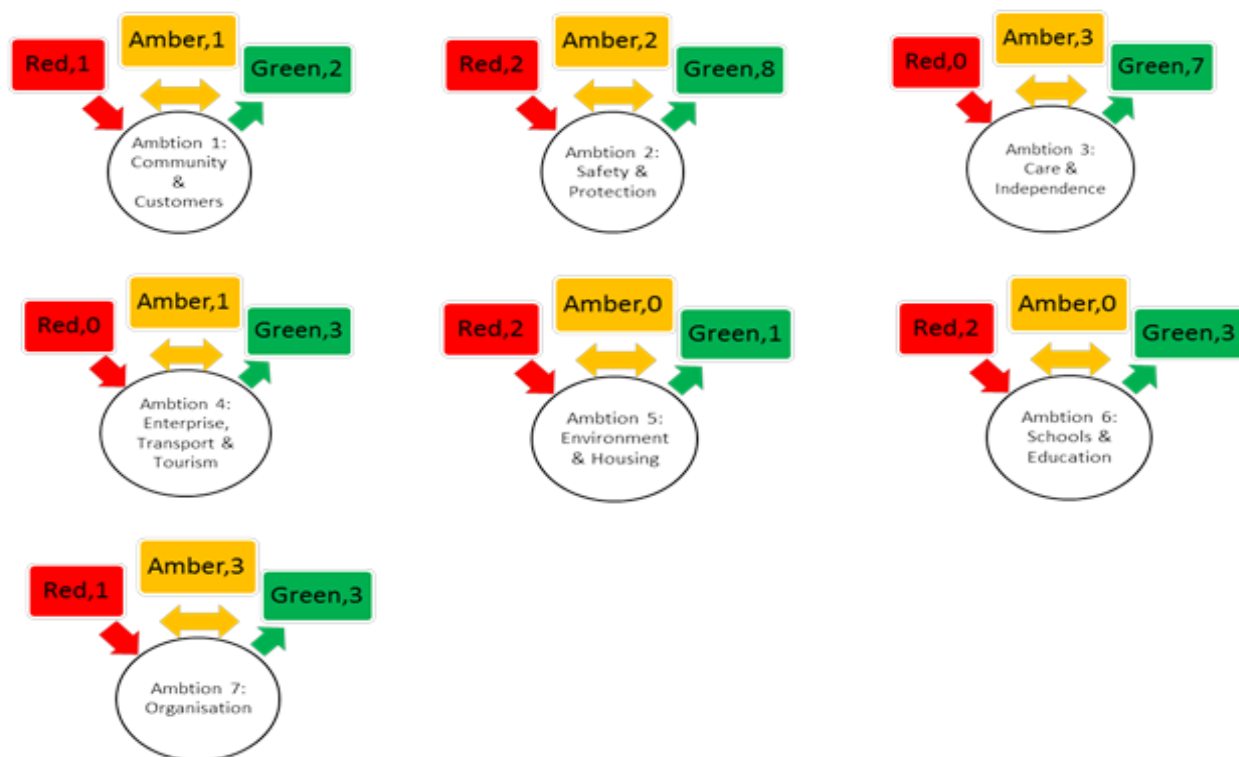 Red,1
Amber,1
Green,2
Ambtion 1:
Community
&
Customers
Red,2
Amber,2
Green,8
Ambtion 2:
Safety &
Protection
Red,0
Amber,3
Green,7
Ambtion 3:
Care &
Independence
Red,0
Amber,1
Green,3
Ambtion 4:
Enterprise,
Transport &
Tourism
Red,2
Amber,0
Green,1
Ambtion 5:
Environment
& Housing
Red,2
Amber,0
Green,3
Ambtion 6:
Schools &
Education
Red,1
Amber,3
Green,3
Ambtion 7:
Organisation